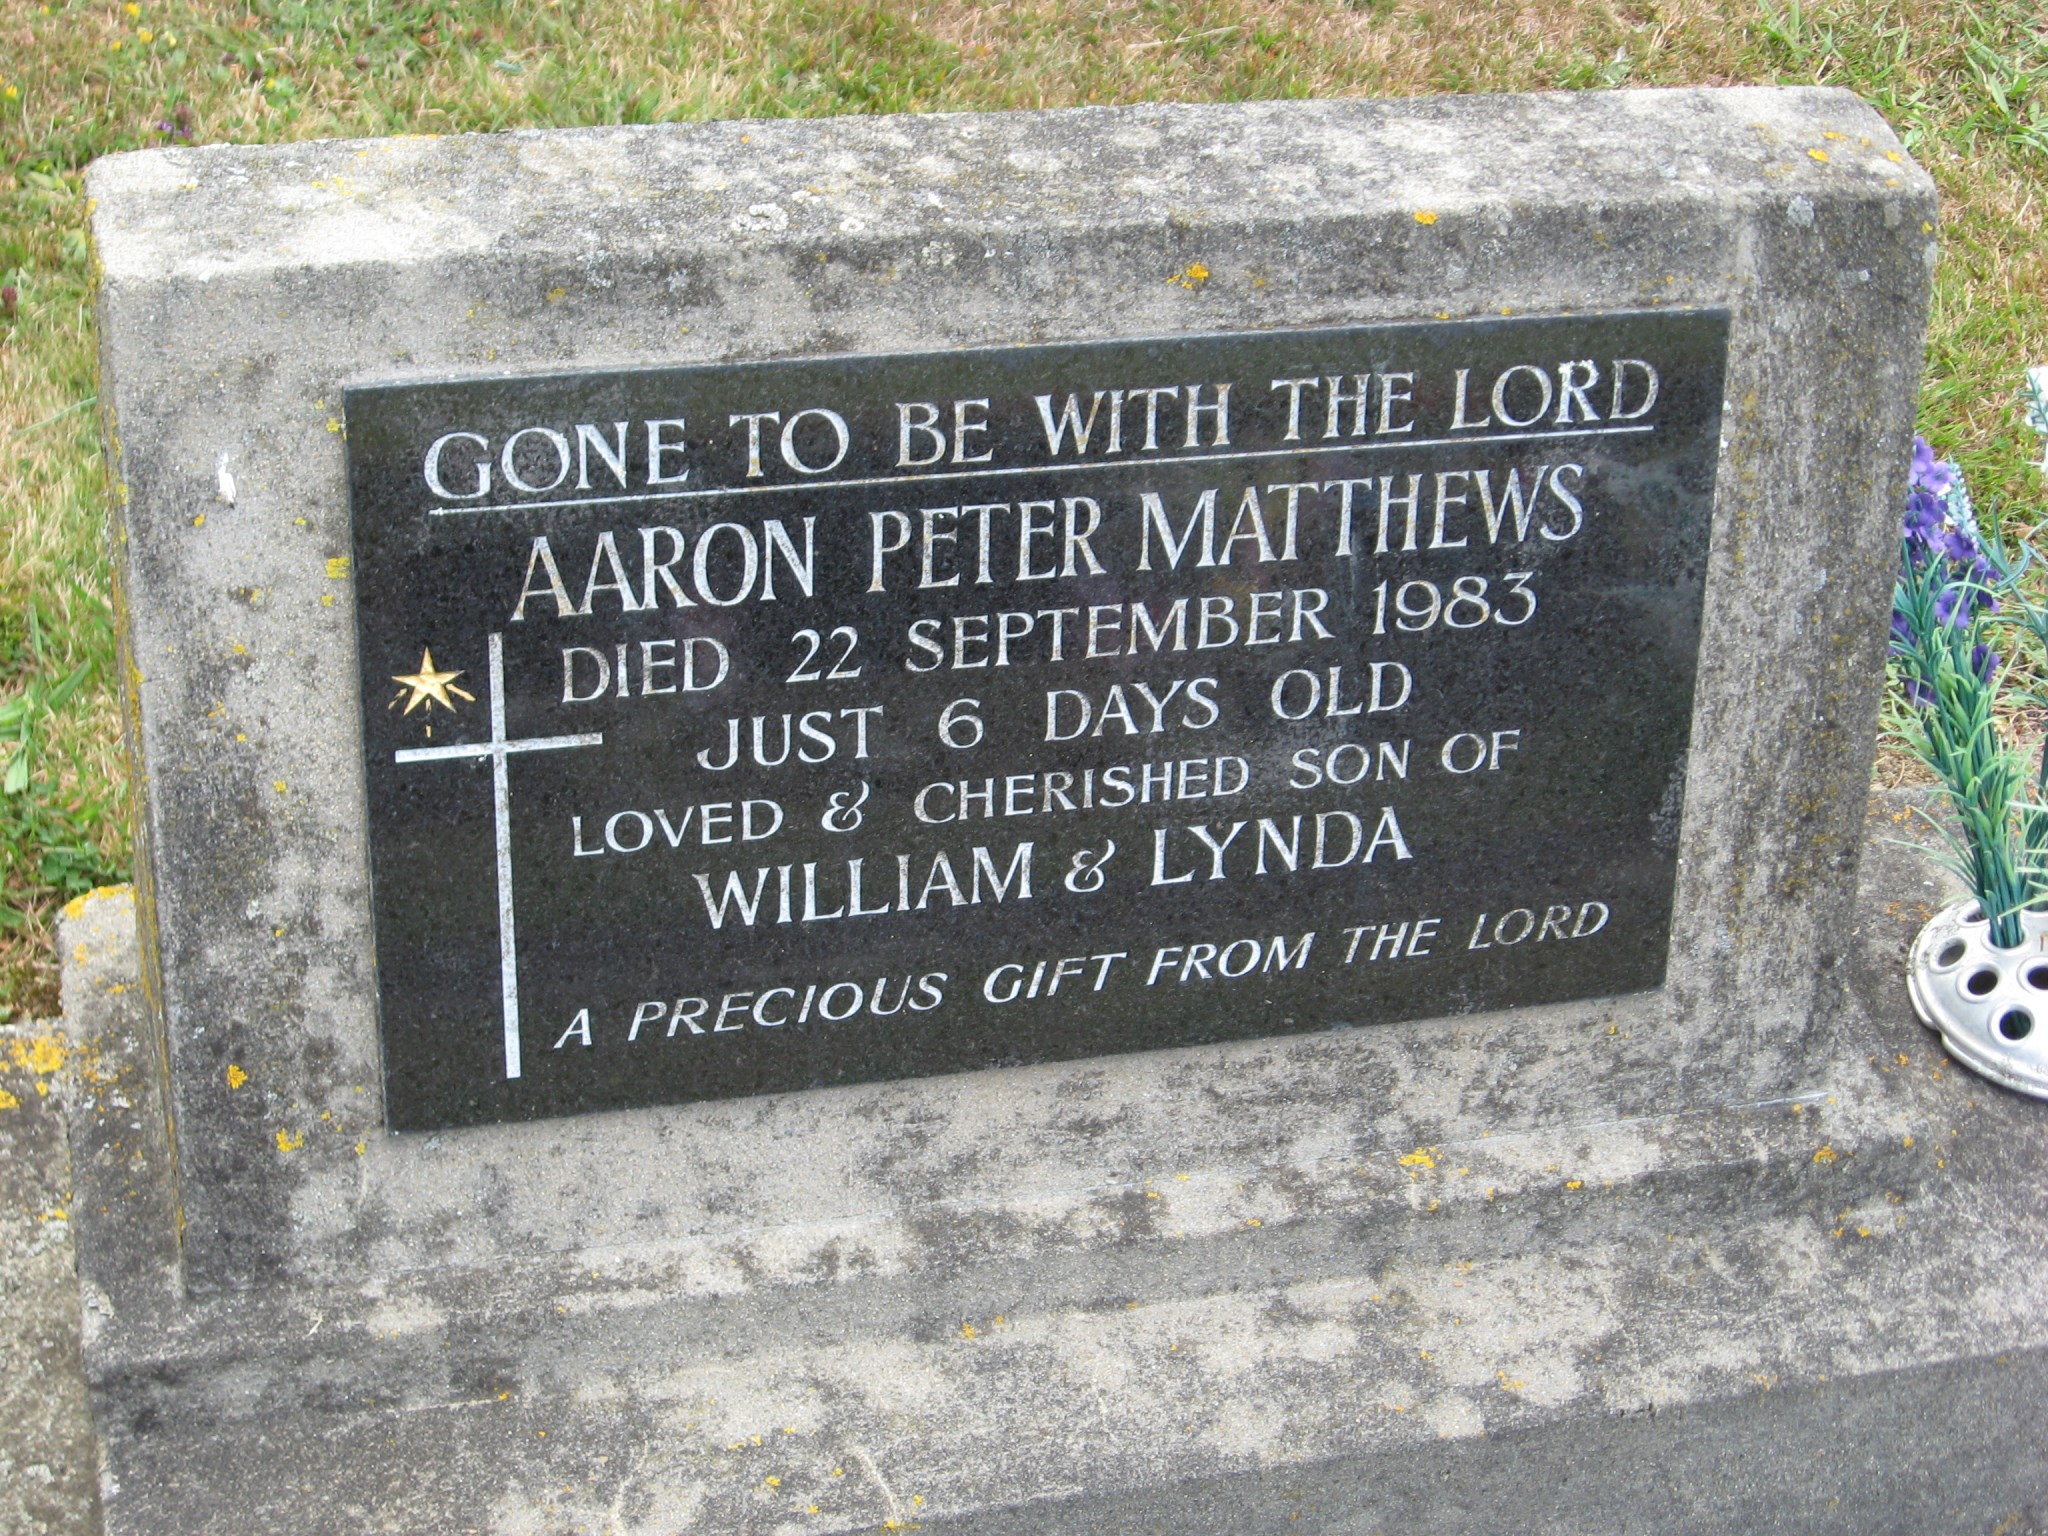 GONE TO BE WITH THE LORD
AARON PETER MATTHEWS
DIED 22 SEPTEMBER 1983
JUST 6 DAYS OLD
LOVED & CHERISHED SON OF
WILLIAM & LYNDA
A PRECIOUS GIFT FROM THE LORD